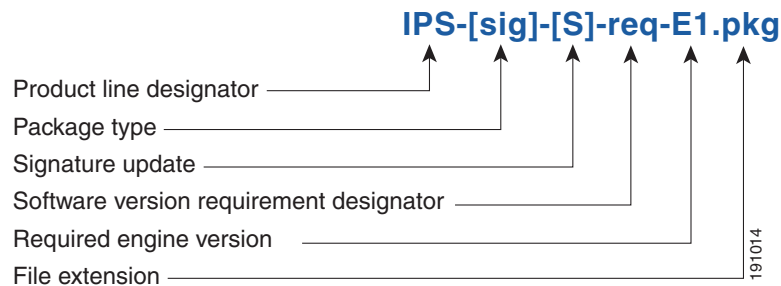 IPS-[sig]-[S]-req-E1.pkg
Product line designator
Package type
Signature update
Software version requirement designator
Required engine version
File extension
191014